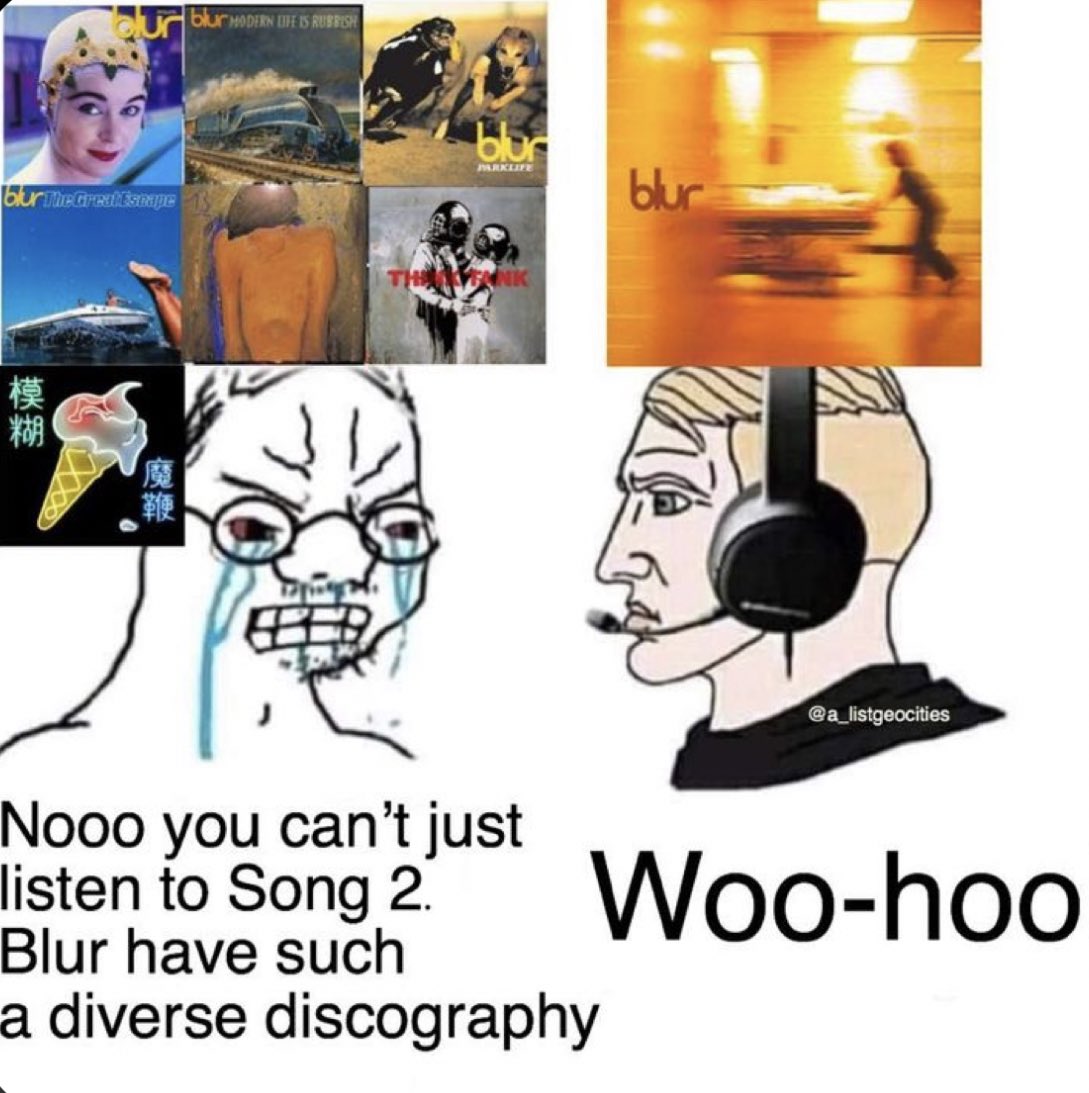 blur
blur MODERN LIFE IS RUBBISH
blur
PARKLIFE
blur The Great Escape
13
THINK TANK
模糊
魔鞭
blur
@a_listgeocities
Nooo you can't just
listen to Song 2.
Blur have such
a diverse discography
Woo-hoo